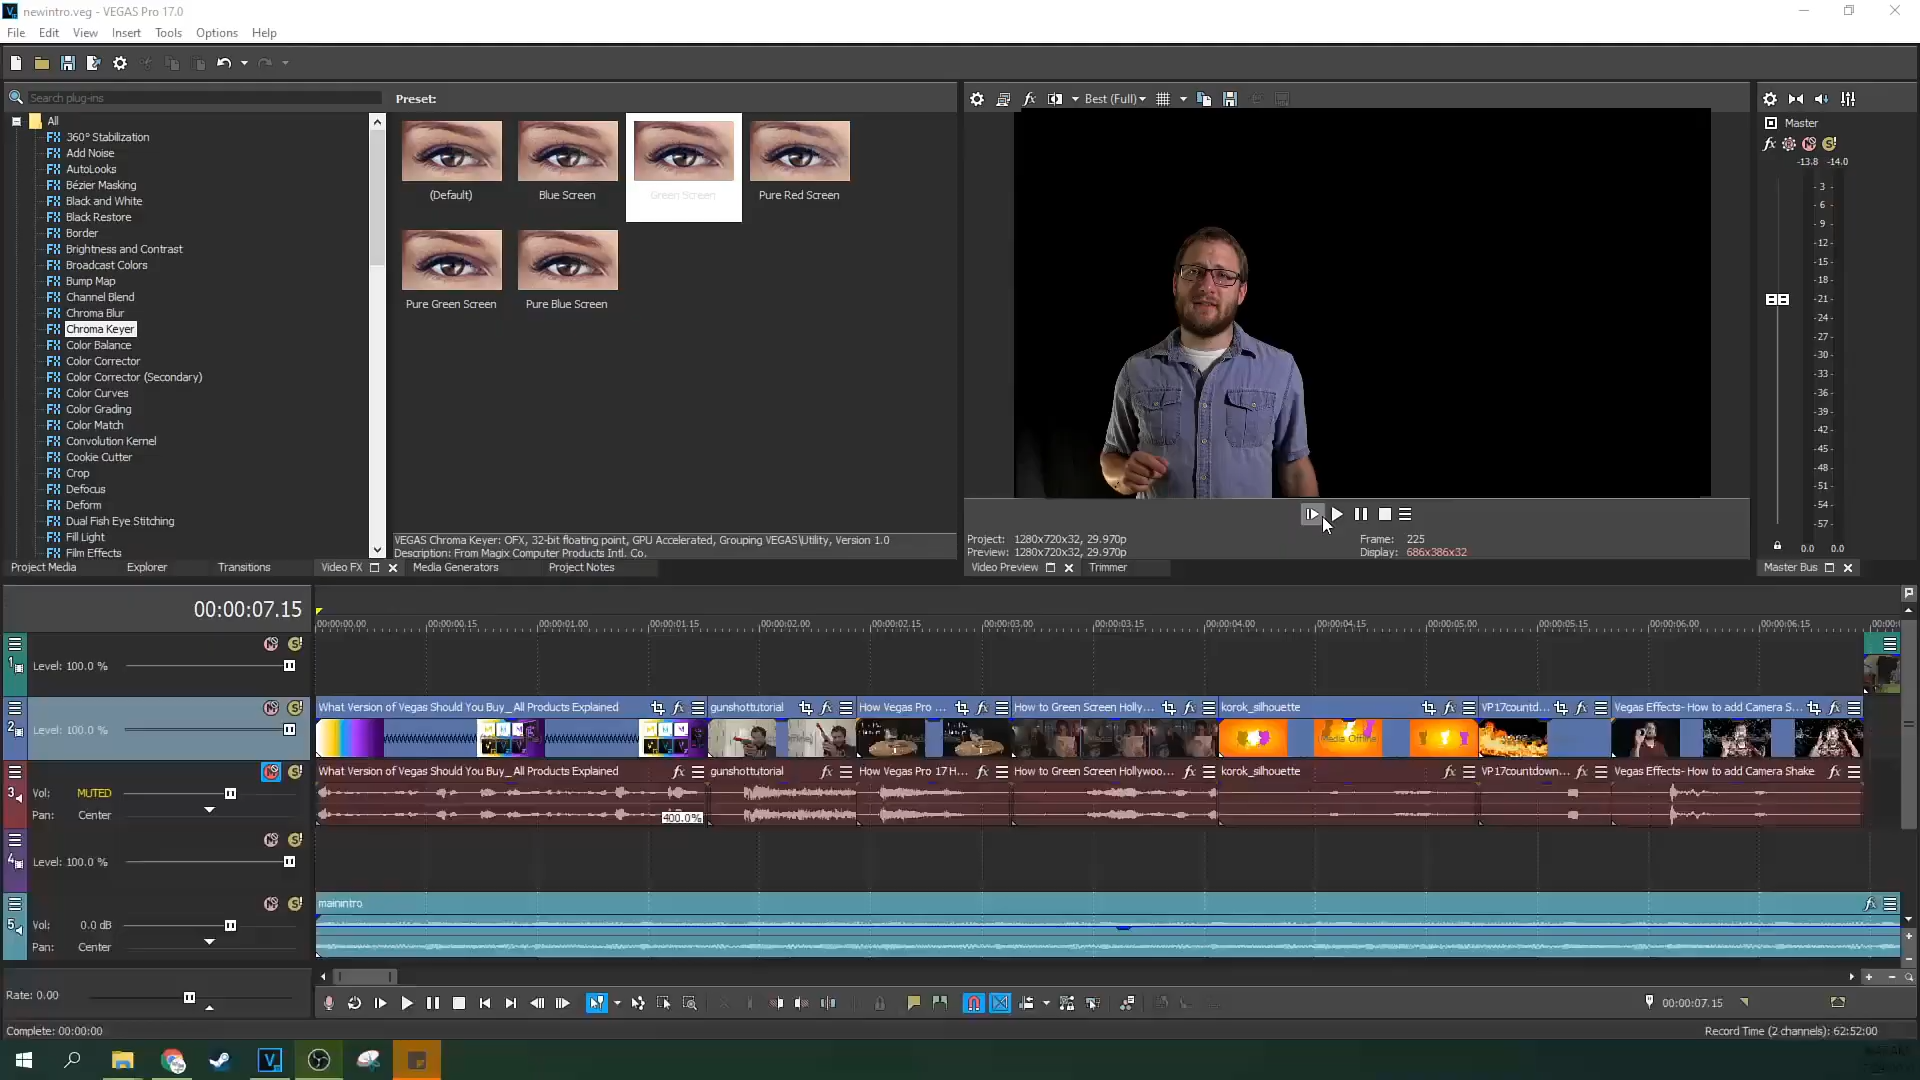 newintro.veg - VEGAS Pro 17.0
File Edit View Insert Tools Options Help
Search plug-ins
All
360° Stabilization
Add Noise
AutoLooks
Bézier Masking
Black and White
Black Restore
Border
Brightness and Contrast
Broadcast Colors
Bump Map
Channel Blend
Chroma Blur
Chroma Keyer
Color Balance
Color Corrector
Color Corrector (Secondary)
Color Curves
Color Grading
Color Match
Convolution Kernel
Cookie Cutter
Crop
Defocus
Deform
Dual Fish Eye Stitching
Fill Light
Film Effects
Preset:
(Default) Blue Screen Green Screen Pure Red Screen
Pure Green Screen Pure Blue Screen
VEGAS Chroma Keyer: OFX, 32-bit floating point, GPU Accelerated, Grouping VEGAS\Utility, Version 1.0
Description: From Magix Computer Products Intl. Co.
Project Media Explorer Transitions Video FX Media Generators Project Notes
Best (Full)
Project: 1280x720x32, 29.970p Frame: 225
Preview: 1280x720x32, 29.970p Display: 686x386x32
Video Preview Trimmer
Master
-13.8 -14.0
- 3 -
- 6 -
- 9 -
-12-
-15-
-18-
-21-
-24-
-27-
-30-
-33-
-36-
-39-
-42-
-45-
-48-
-51-
-54-
-57-
0.0 0.0
Master Bus
00:00:07.15
00:00:00.00 00:00:00.15 00:00:01.00 00:00:01.15 00:00:02.00 00:00:02.15 00:00:03.00 00:00:03.15 00:00:04.00 00:00:04.15 00:00:05.00 00:00:05.15 00:00:06.00 00:00:06.15
1 Level: 100.0 %
2 Level: 100.0 %
What Version of Vegas Should You Buy_ All Products Explained gunshottutorial How Vegas Pro ... How to Green Screen Holly... korok_silhouette VP17countd... Vegas Effects- How to add Camera S...
Media Offline
3 Vol: MUTED
Pan: Center
What Version of Vegas Should You Buy_ All Products Explained gunshottutorial How Vegas Pro 17 H... How to Green Screen Hollywoo... korok_silhouette VP17countdown... Vegas Effects- How to add Camera Shake
400.0%
4 Level: 100.0 %
5 Vol: 0.0 dB
Pan: Center
mainintro
Rate: 0.00
00:00:07.15
Complete: 00:00:00
Record Time (2 channels): 62:52:00